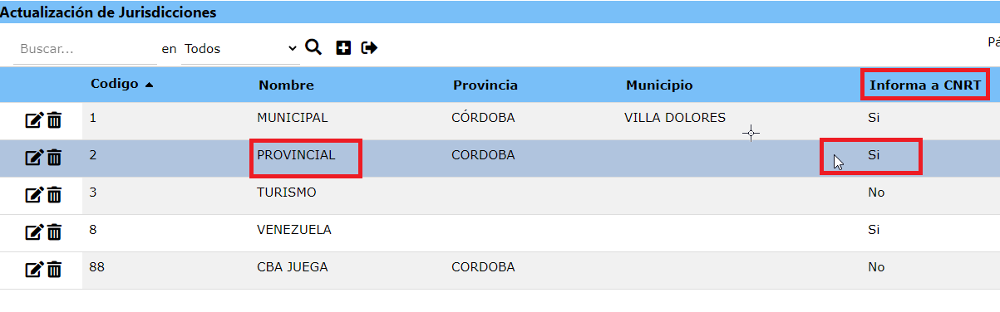 Actualización de Jurisdicciones
Buscar... en Todos
Codigo Nombre Provincia Municipio Informa a CNRT
1 MUNICIPAL CÓRDOBA VILLA DOLORES Si
2 PROVINCIAL CORDOBA Si
3 TURISMO No
8 VENEZUELA Si
88 CBA JUEGA CORDOBA No